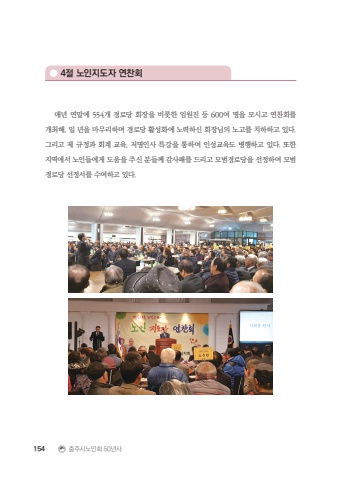 4절 노인지도자 연찬회
매년 연말에 554개 경로당 회장을 비롯한 임원진 등 600여 명을 모시고 연찬회를
개최해, 일 년을 마무리하며 경로당 활성화에 노력하신 회장님의 노고를 치하하고 있다.
그리고 제 규정과 회계 교육, 저명인사 특강을 통하여 인성교육도 병행하고 있다. 또한
지역에서 노인들에게 도움을 주신 분들께 감사패를 드리고 모범경로당을 선정하여 모범
경로당 선정서를 수여하고 있다.
노인 지도자 연찬회
154 충주시노인회 50년사